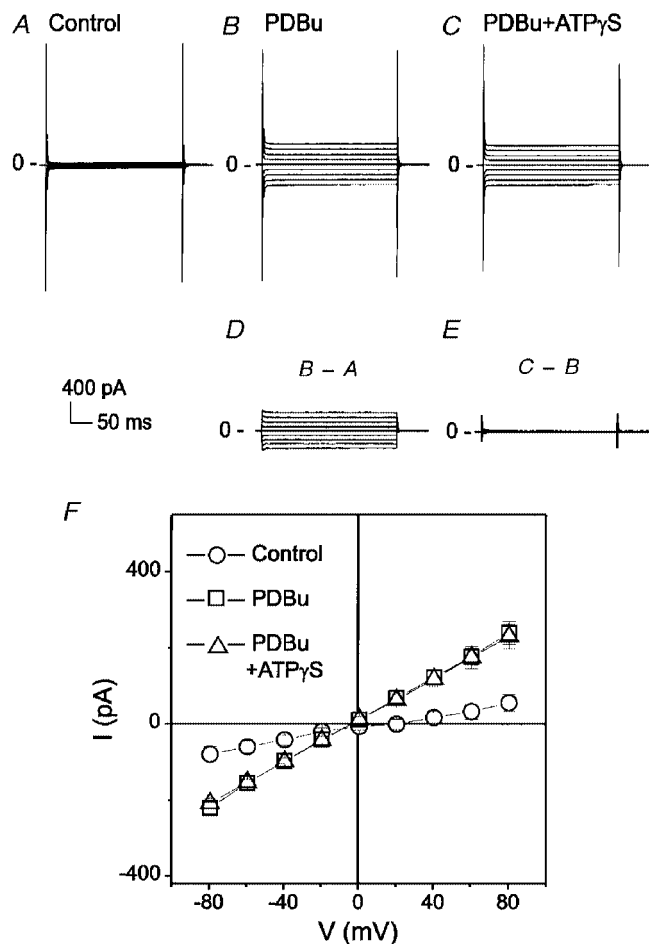 A Control
B PDBu
C PDBu+ATPγS
0 -
0 -
0 -
D
B – A
E
C – B
400 pA
50 ms
0 -
0 -
F
Control
PDBu
PDBu
+ATPγS
400
0
-400
I (pA)
-80
-40
0
40
80
V (mV)